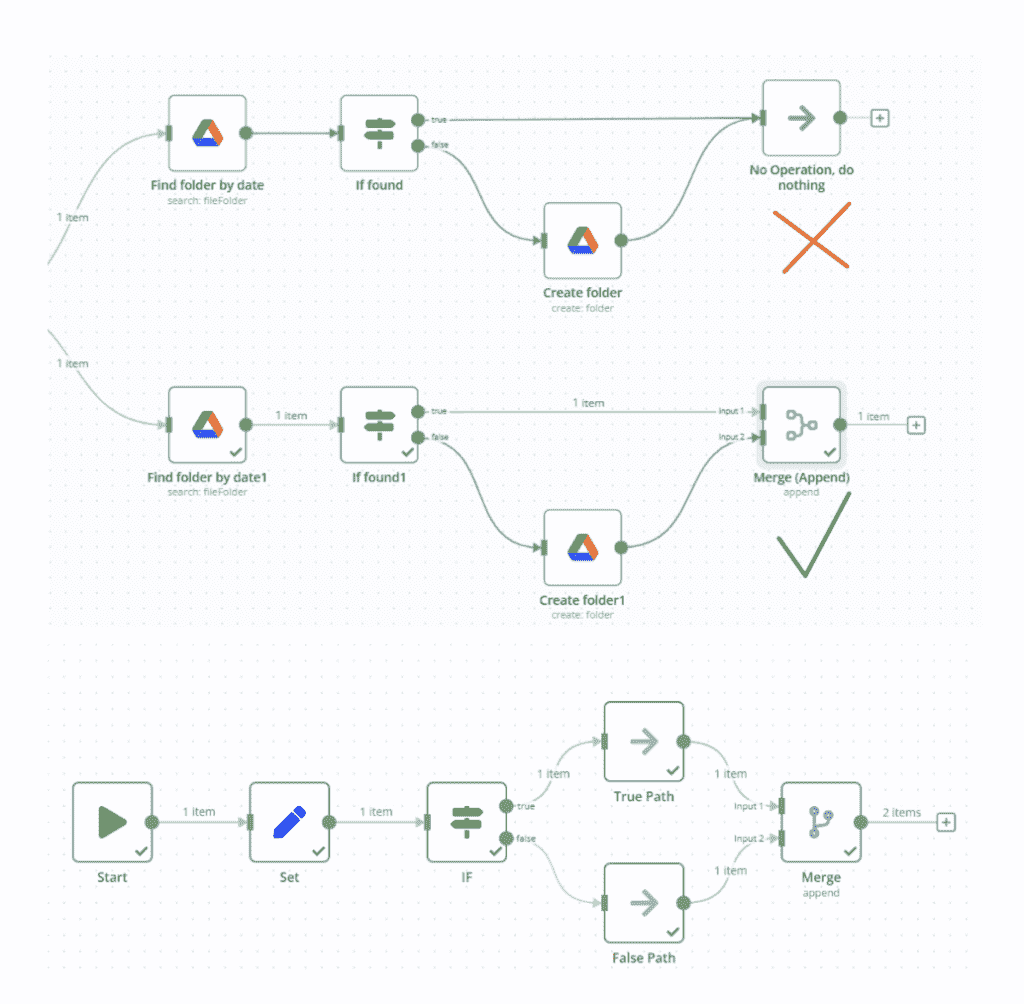 true
false
No Operation, do
nothing
Find folder by date
search: fileFolder
If found
1 item
Create folder
create: folder
1 item
1 item
1 item
1 item
true
false
Input 1
Input 2
Find folder by date1
search: fileFolder
If found1
Merge (Append)
append
Create folder1
create: folder
1 item
1 item
True Path
1 item
1 item
true
false
Input 1
Input 2
2 items
1 item
Start
Set
IF
Merge
append
False Path